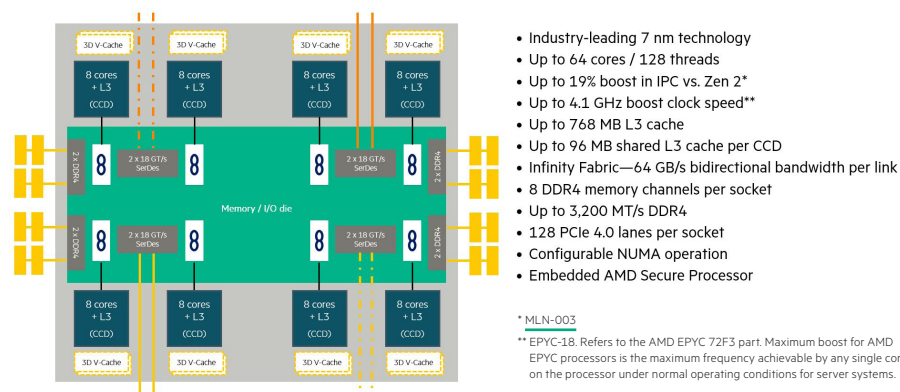 3D V-Cache 3D V-Cache 3D V-Cache 3D V-Cache
8 cores + L3 (CCD)
8 cores + L3 (CCD)
8 cores + L3 (CCD)
8 cores + L3 (CCD)
2 x DDR4
8
2 x 18 GT/s SerDes
8
8
2 x 18 GT/s SerDes
8
2 x DDR4
Memory / I/O die
2 x DDR4
8
2 x 18 GT/s SerDes
8
8
2 x 18 GT/s SerDes
8
2 x DDR4
8 cores + L3 (CCD)
8 cores + L3 (CCD)
8 cores + L3 (CCD)
8 cores + L3 (CCD)
3D V-Cache 3D V-Cache 3D V-Cache 3D V-Cache
• Industry-leading 7 nm technology
• Up to 64 cores / 128 threads
• Up to 19% boost in IPC vs. Zen 2*
• Up to 4.1 GHz boost clock speed**
• Up to 768 MB L3 cache
• Up to 96 MB shared L3 cache per CCD
• Infinity Fabric—64 GB/s bidirectional bandwidth per link
• 8 DDR4 memory channels per socket
• Up to 3,200 MT/s DDR4
• 128 PCIe 4.0 lanes per socket
• Configurable NUMA operation
• Embedded AMD Secure Processor
* MLN-003
** EPYC-18. Refers to the AMD EPYC 72F3 part. Maximum boost for AMD
EPYC processors is the maximum frequency achievable by any single
on the processor under normal operating conditions for server systems.